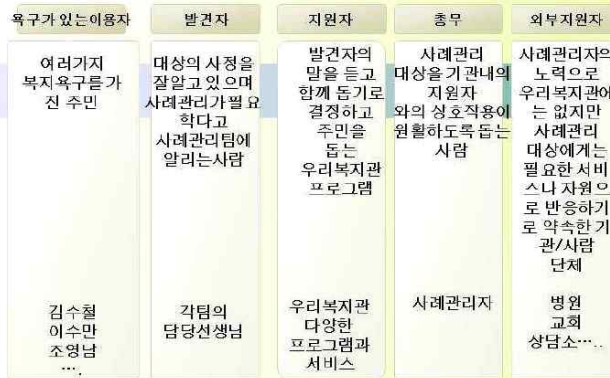 욕구가 있는이용자
여러가지
복지욕구를 가
진 주민
김수철
이수만
조영남
….
발견자
대상의 사정을
잘알고 있으며
사례관리가 필요
학다고
사례관리팀에
알리는사람
각팀의
담당선생님
지원자
발견자의
말을 듣고
함께 돕기로
결정하고
주민을
돕는
우리복지관
프로그램
우리복지관
다양한
프로그램과
서비스
총무
사례관리
대상을 기관내의
지원자
와의 상호작용이
원활하도록 돕는
사람
사례관리자
외부지원자
사례관리자의
노력으로
우리복지관에
는 없지만
사례관리
대상에게는
필요한 서비
스나 자원으
로 반응하기
로 약속한 기
관/사람
단체
병원
교회
상담소…..